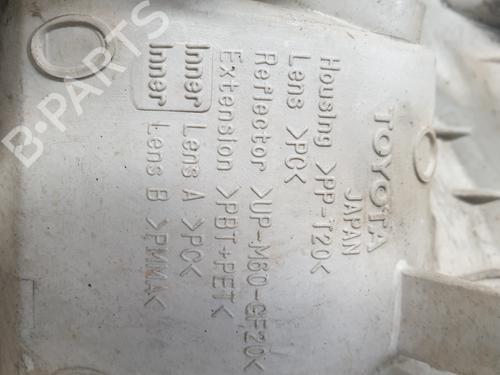 TOYOTA
JAPAN
Housing >PP-T20<
Lens >PC<
Reflector >UP-M60-GF20<
Extension >PBT+PET<
Inner Lens A >PC<
Inner Lens B >PMMA<
B-PARTS